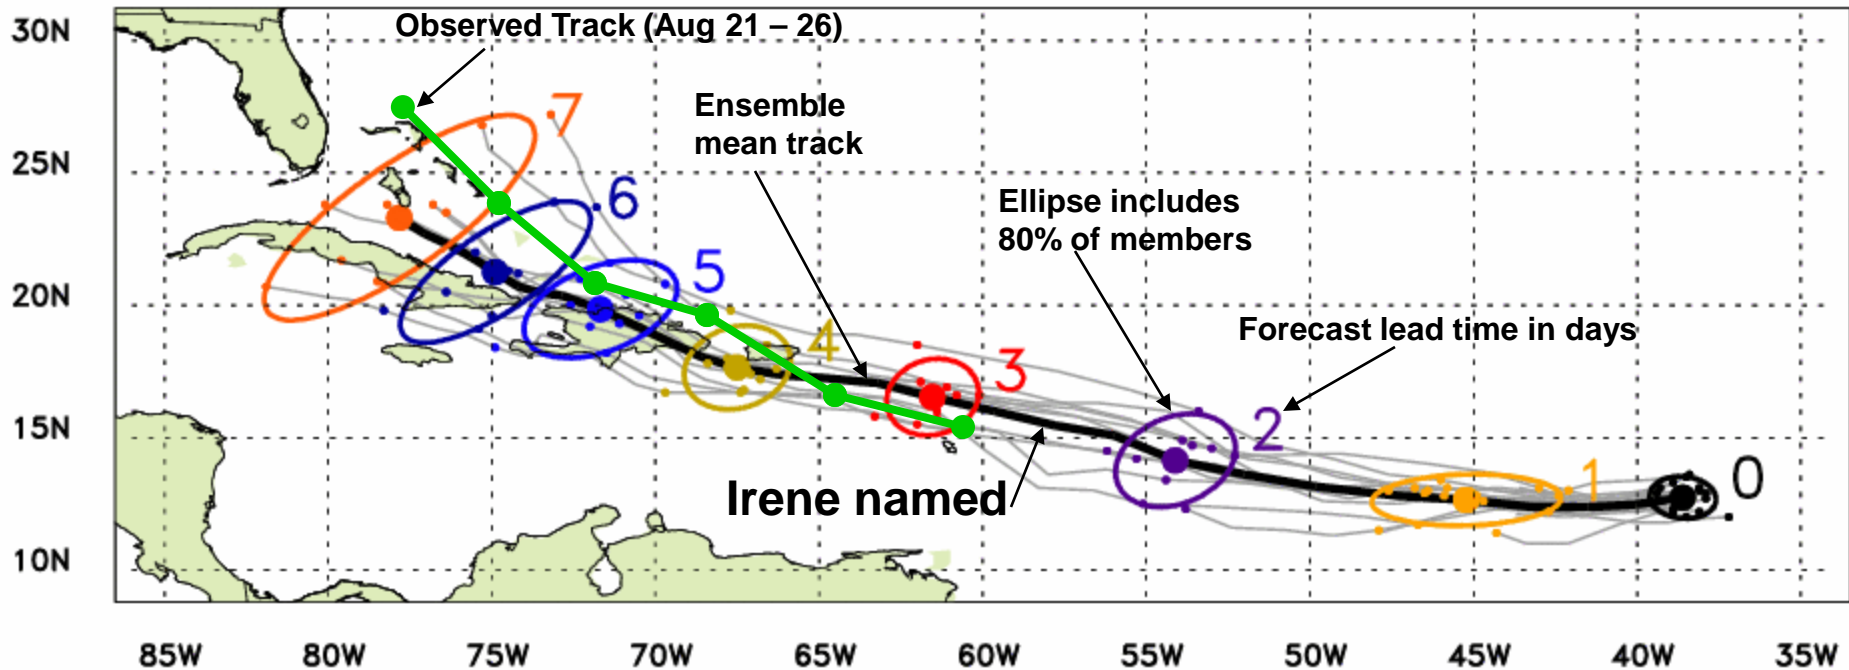 Observed Track (Aug 21 – 26)
30N
25N
20N
15N
10N
Ensemble
mean track
Ellipse includes
80% of members
Forecast lead time in days
Irene named
7
6
5
4
3
2
1
0
85W 80W 75W 70W 65W 60W 55W 50W 45W 40W 35W